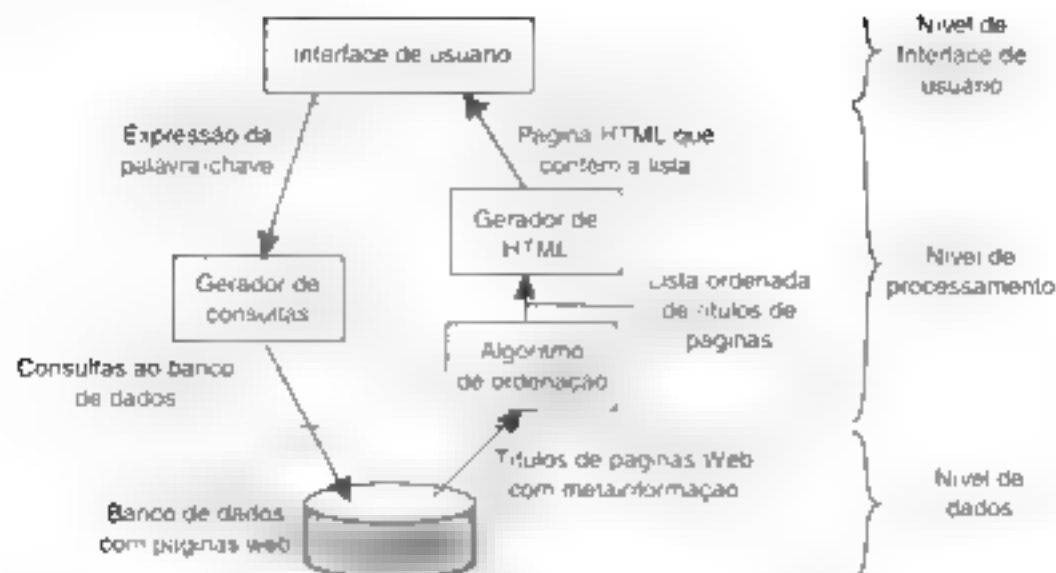 Interface de usuário
Nível de
interface de
usuário
Expressão da
palavra-chave
Página HTML que
contém a lista
Gerador de
HTML
Gerador de
consultas
Lista ordenada
de títulos de
páginas
Nível de
processamento
Algoritmo
de ordenação
Consultas ao banco
de dados
Títulos de páginas Web
com metainformação
Banco de dados
com páginas web
Nível de
dados